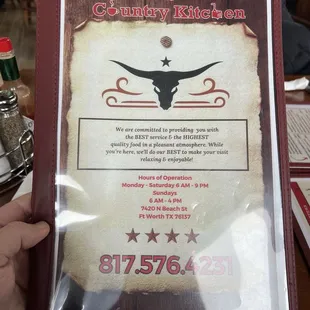 Country Kitchen
We are committed to providing you with
the BEST service & the HIGHEST
quality food in a pleasant atmosphere. While
you're here, we'll do our BEST to make your visit
relaxing & enjoyable!
Hours of Operation
Monday - Saturday 6 AM - 9 PM
Sundays
6 AM - 4 PM
7420 N Beach St
Ft Worth TX 76137
817.576.4231